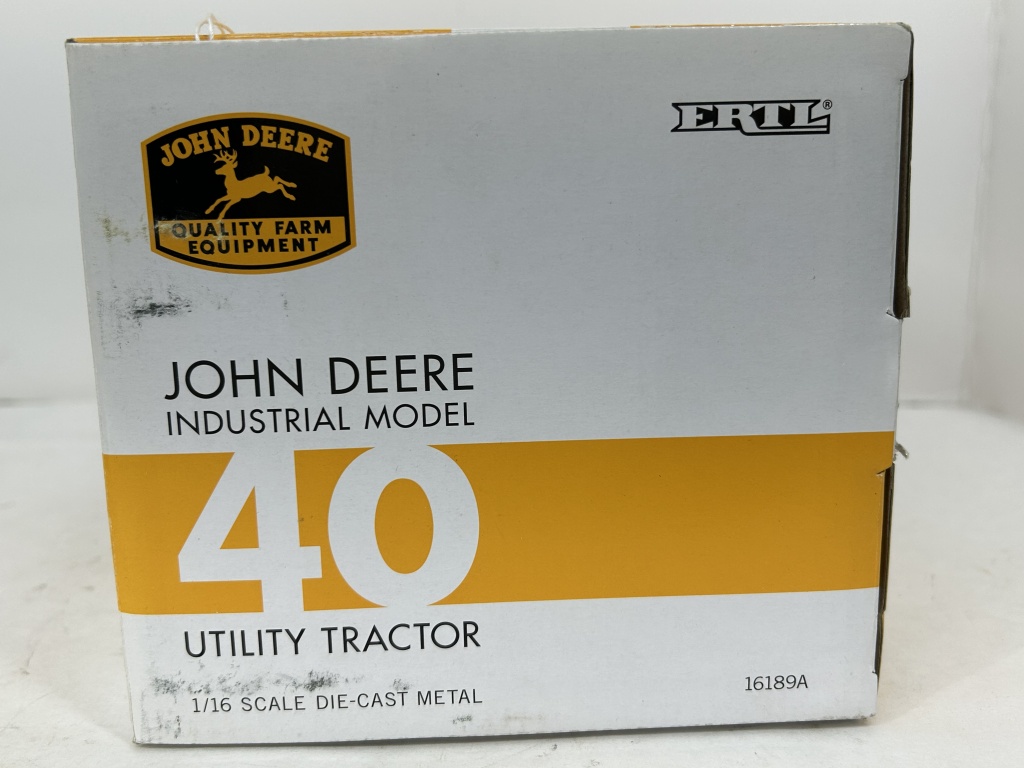 JOHN DEERE
QUALITY FARM
EQUIPMENT
ERTL®
JOHN DEERE
INDUSTRIAL MODEL
40
UTILITY TRACTOR
1/16 SCALE DIE-CAST METAL
16189A